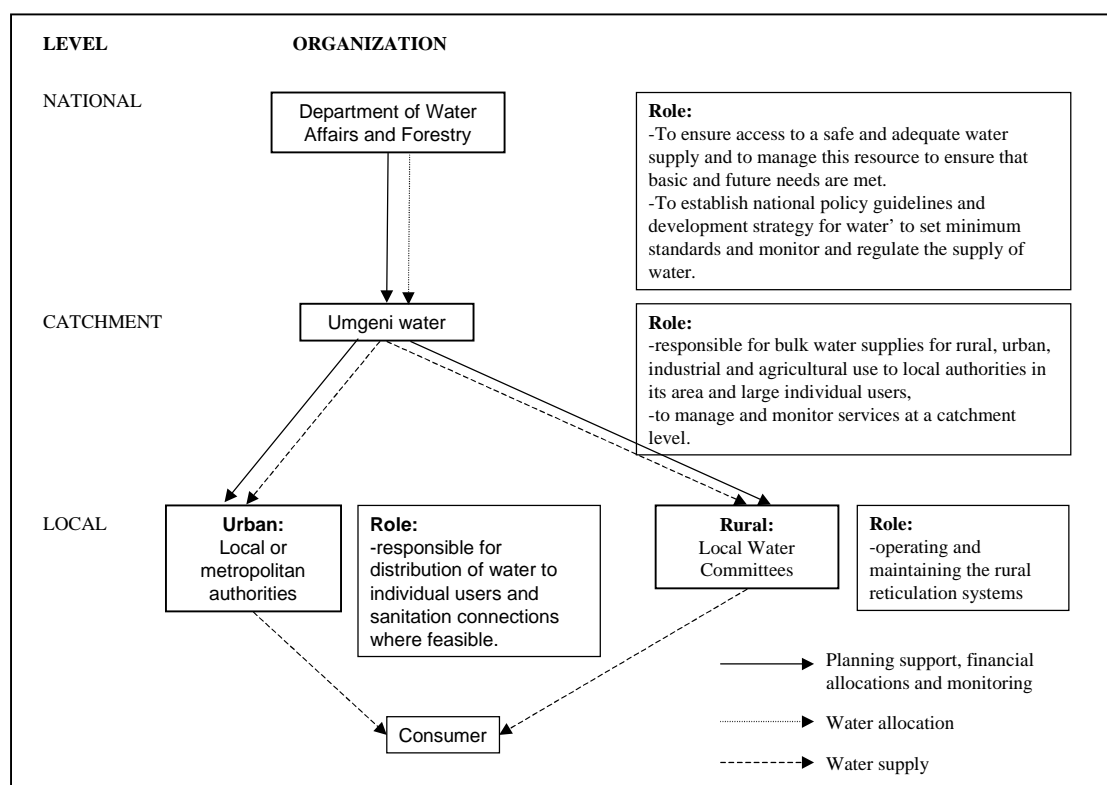 LEVEL ORGANIZATION
NATIONAL
Department of Water
Affairs and Forestry
Role:
-To ensure access to a safe and adequate water
supply and to manage this resource to ensure that
basic and future needs are met.
-To establish national policy guidelines and
development strategy for water’ to set minimum
standards and monitor and regulate the supply of
water.
CATCHMENT
Umgeni water
Role:
-responsible for bulk water supplies for rural, urban,
industrial and agricultural use to local authorities in
its area and large individual users,
-to manage and monitor services at a catchment
level.
LOCAL
Urban:
Local or
metropolitan
authorities
Role:
-responsible for
distribution of water to
individual users and
sanitation connections
where feasible.
Rural:
Local Water
Committees
Role:
-operating and
maintaining the rural
reticulation systems
Consumer
Planning support, financial
allocations and monitoring
Water allocation
Water supply